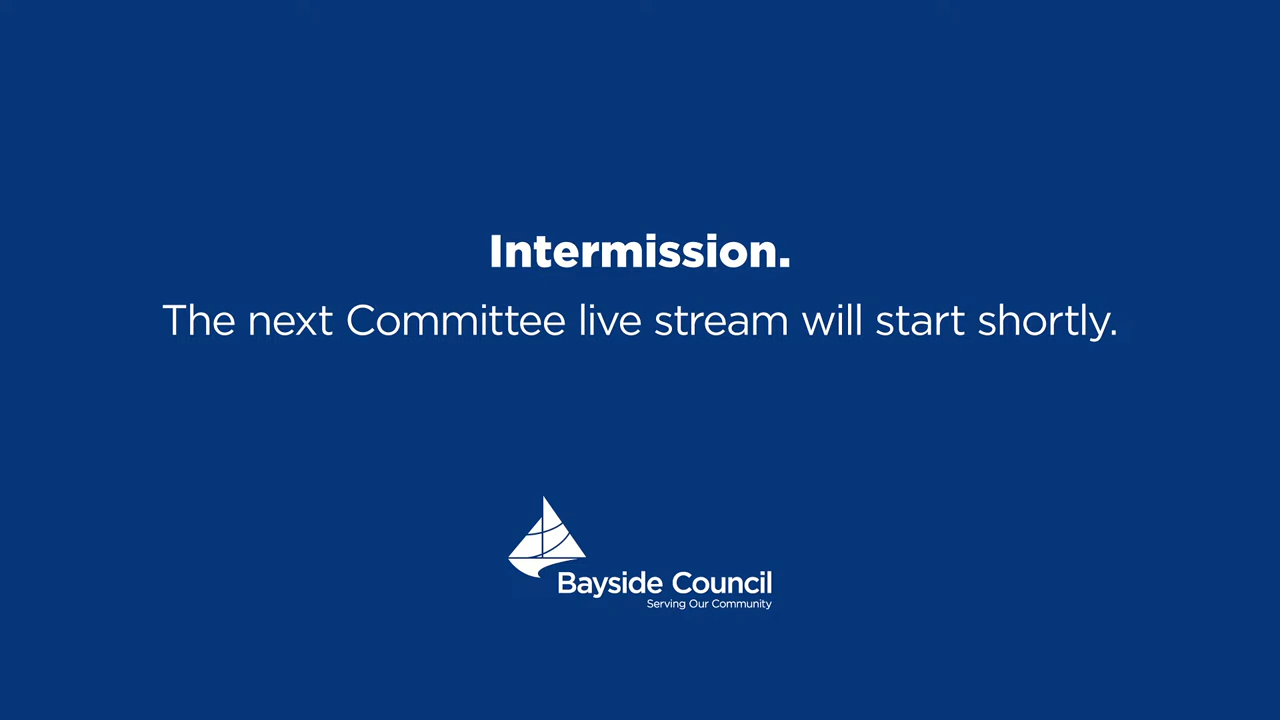 Intermission.
The next Committee live stream will start shortly.
Bayside Council
Serving Our Community